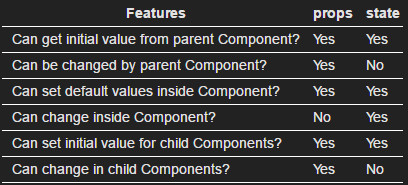 Features props state
Can get initial value from parent Component? Yes Yes
Can be changed by parent Component? Yes No
Can set default values inside Component? Yes Yes
Can change inside Component? No Yes
Can set initial value for child Components? Yes Yes
Can change in child Components? Yes No